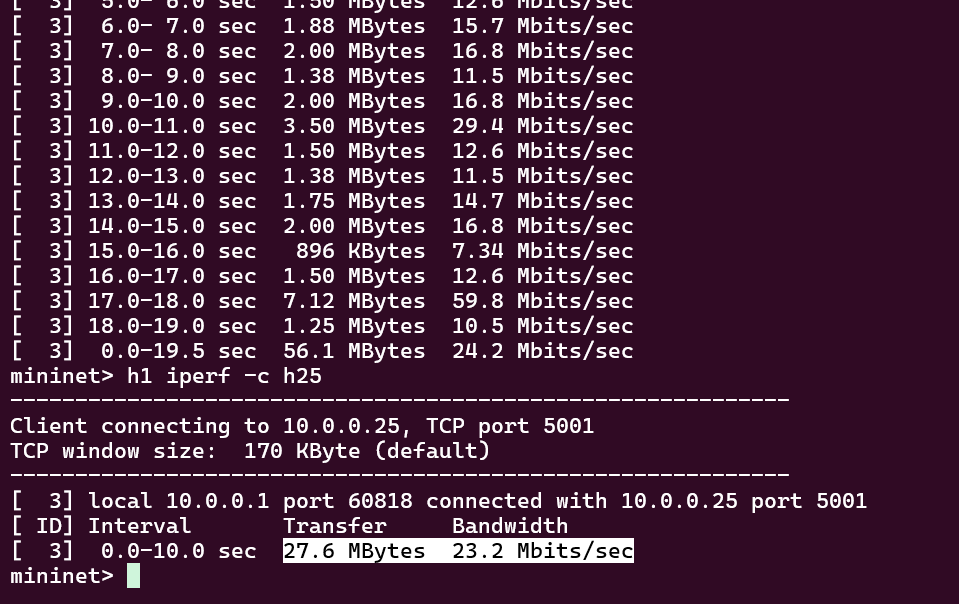 [  3]  5.0- 6.0 sec  1.50 MBytes  12.6 Mbits/sec
[  3]  6.0- 7.0 sec  1.88 MBytes  15.7 Mbits/sec
[  3]  7.0- 8.0 sec  2.00 MBytes  16.8 Mbits/sec
[  3]  8.0- 9.0 sec  1.38 MBytes  11.5 Mbits/sec
[  3]  9.0-10.0 sec  2.00 MBytes  16.8 Mbits/sec
[  3] 10.0-11.0 sec  3.50 MBytes  29.4 Mbits/sec
[  3] 11.0-12.0 sec  1.50 MBytes  12.6 Mbits/sec
[  3] 12.0-13.0 sec  1.38 MBytes  11.5 Mbits/sec
[  3] 13.0-14.0 sec  1.75 MBytes  14.7 Mbits/sec
[  3] 14.0-15.0 sec  2.00 MBytes  16.8 Mbits/sec
[  3] 15.0-16.0 sec   896 KBytes  7.34 Mbits/sec
[  3] 16.0-17.0 sec  1.50 MBytes  12.6 Mbits/sec
[  3] 17.0-18.0 sec  7.12 MBytes  59.8 Mbits/sec
[  3] 18.0-19.0 sec  1.25 MBytes  10.5 Mbits/sec
[  3]  0.0-19.5 sec  56.1 MBytes  24.2 Mbits/sec
mininet> h1 iperf -c h25
------------------------------------------------------------
Client connecting to 10.0.0.25, TCP port 5001
TCP window size:  170 KByte (default)
------------------------------------------------------------
[  3] local 10.0.0.1 port 60818 connected with 10.0.0.25 port 5001
[ ID] Interval       Transfer     Bandwidth
[  3]  0.0-10.0 sec  27.6 MBytes  23.2 Mbits/sec
mininet>